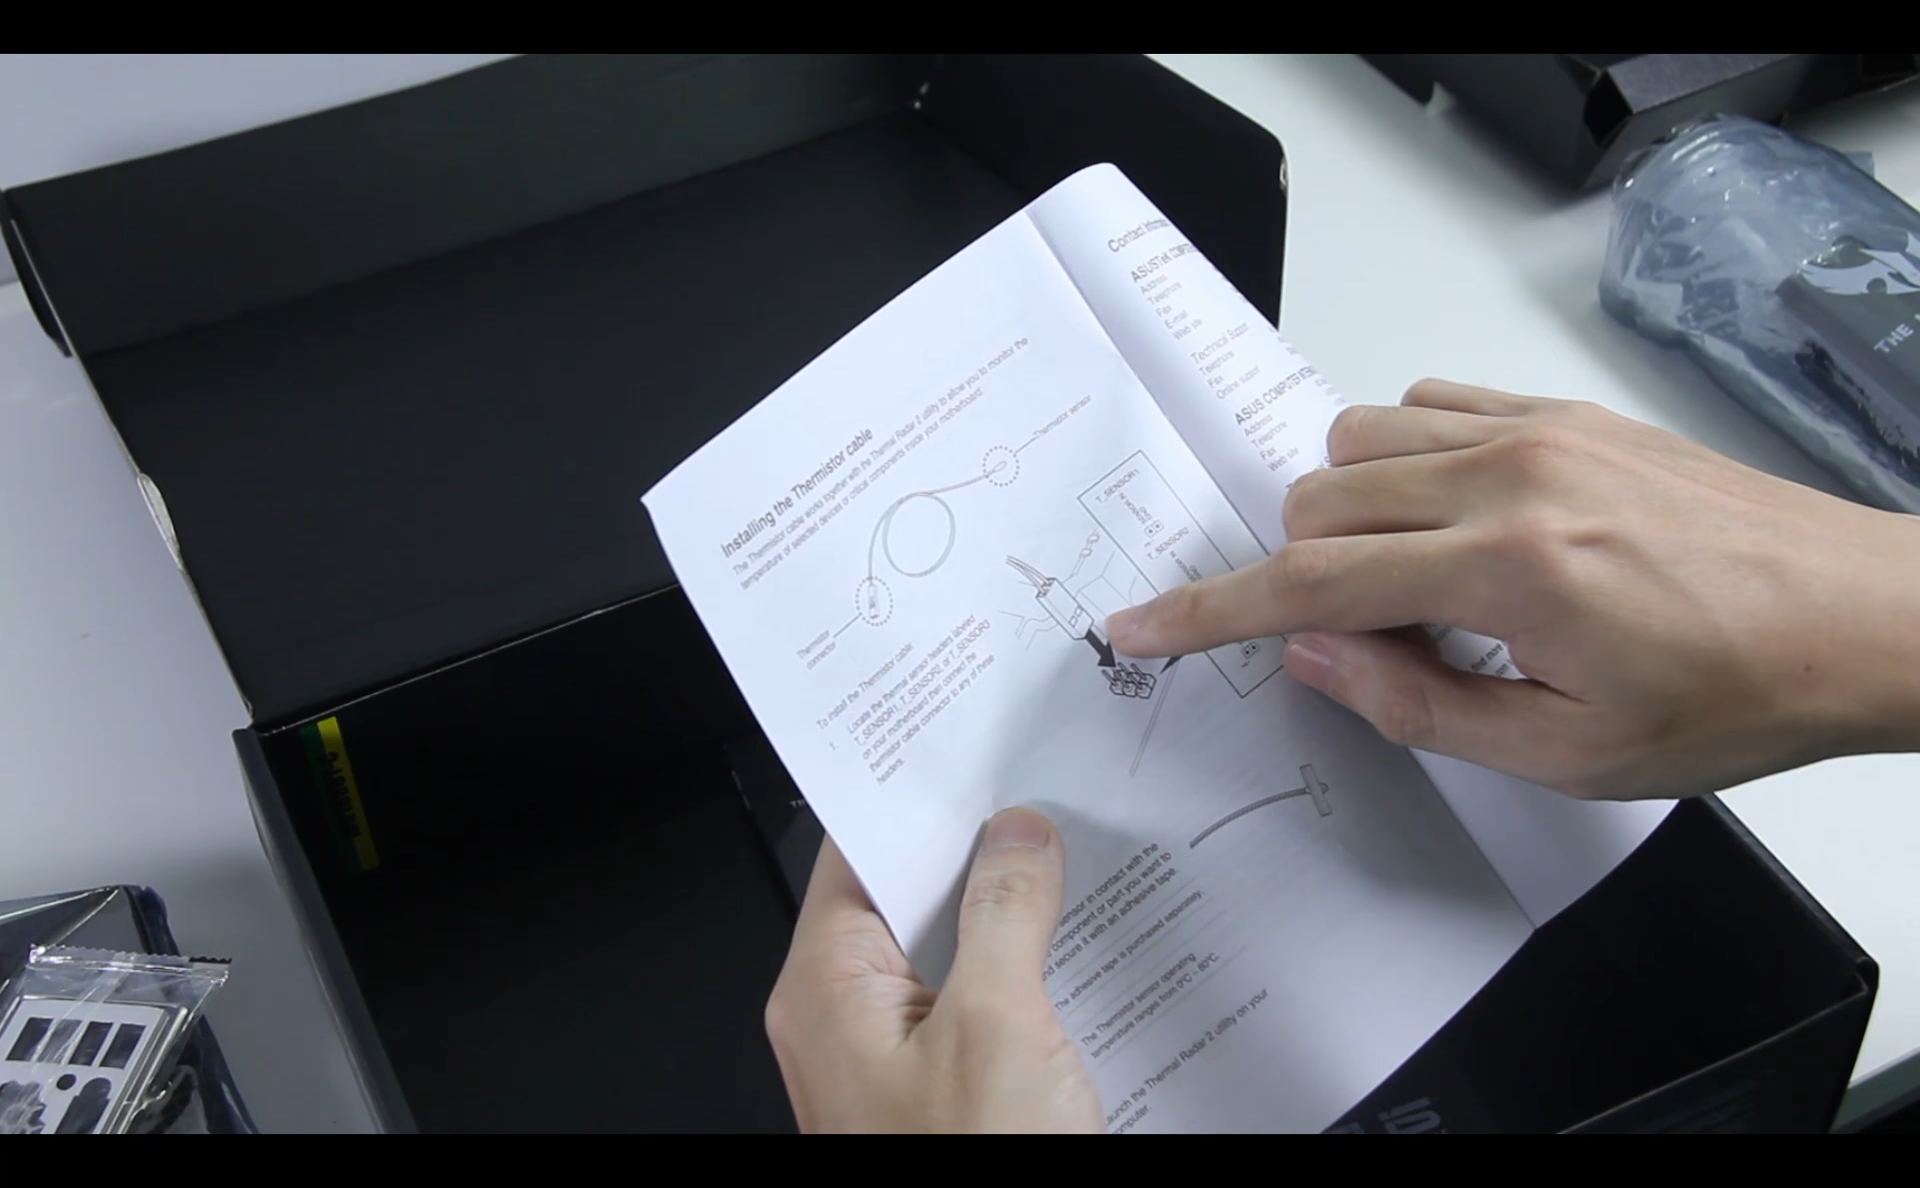 Installing the Thermistor cable
The Thermistor cable works together with the Thermal Radar 2 utility to allow you to monitor the
temperature of selected devices or critical components inside your motherboard.
Thermistor sensor
Thermistor
connector
T_SENSOR1
T_SENSOR2
To install the Thermistor cable:
1. Locate the thermal sensor headers labeled
T_SENSOR1, T_SENSOR2, or T_SENSOR3
on your motherboard then connect the
thermistor cable connector to any of these
headers.
sensor in contact with the
component or part you want to
secure it with an adhesive tape.
The adhesive tape is purchased separately.
The Thermistor sensor operating
temperature ranges from 0°C ~ 80°C.
the Thermal Radar 2 utility on your
computer.
Contact
ASUSTeK
Address
Telephone
Fax
E-mail
Web site
Technical Support
Telephone
Fax
Online support
ASUS COMPUTER
Address
Telephone
Fax
Web site
find more
THE